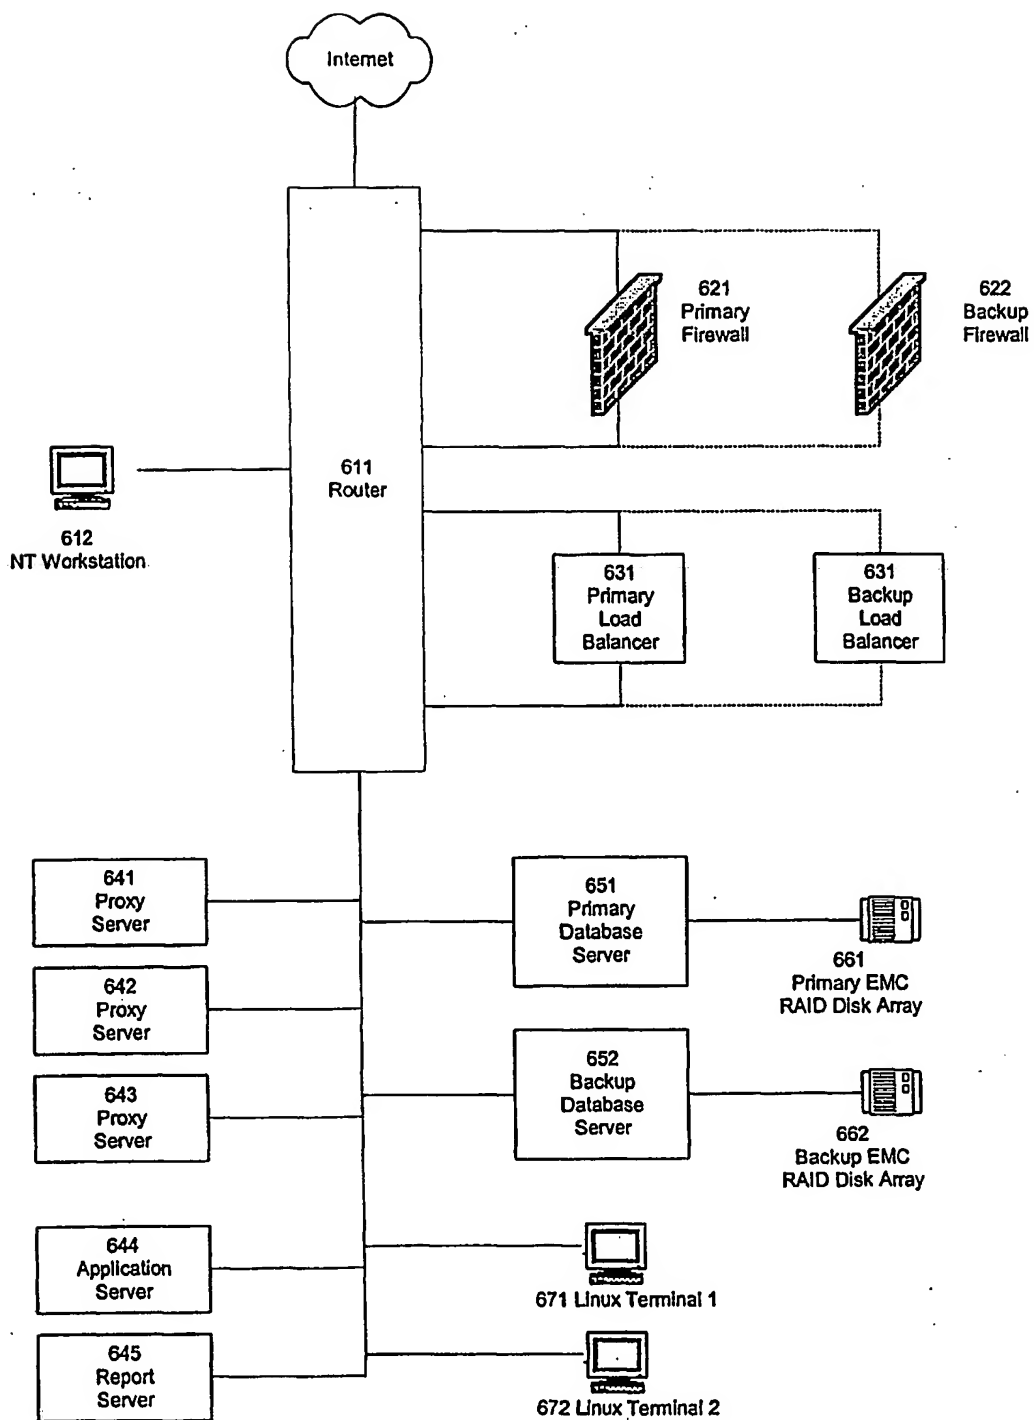 Internet
621
Primary
Firewall
622
Backup
Firewall
611
Router
612
NT Workstation
631
Primary
Load
Balancer
631
Backup
Load
Balancer
641
Proxy
Server
651
Primary
Database
Server
661
Primary EMC
RAID Disk Array
642
Proxy
Server
652
Backup
Database
Server
643
Proxy
Server
662
Backup EMC
RAID Disk Array
644
Application
Server
671 Linux Terminal 1
645
Report
Server
672 Linux Terminal 2